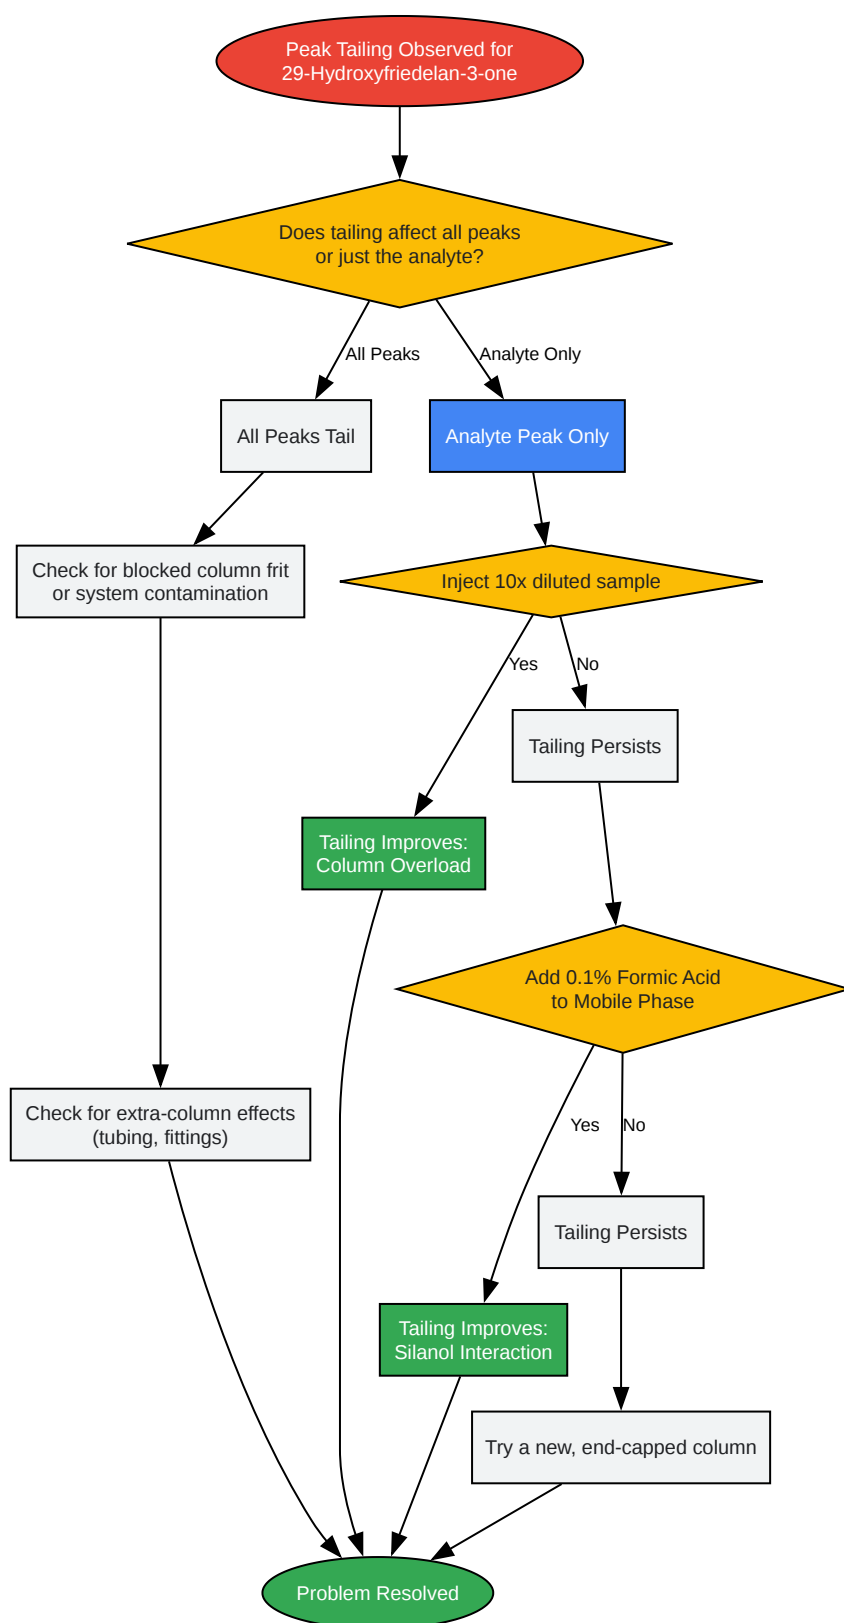 Peak Tailing Observed for
29-Hydroxyfriedelan-3-one
Does tailing affect all peaks
or just the analyte?
All Peaks
Analyte Only
All Peaks Tail
Analyte Peak Only
Check for blocked column frit
or system contamination
Inject 10x diluted sample
Yes
No
Tailing Persists
Tailing Improves:
Column Overload
Add 0.1% Formic Acid
to Mobile Phase
Check for extra-column effects
(tubing, fittings)
Yes
No
Tailing Persists
Tailing Improves:
Silanol Interaction
Try a new, end-capped column
Problem Resolved